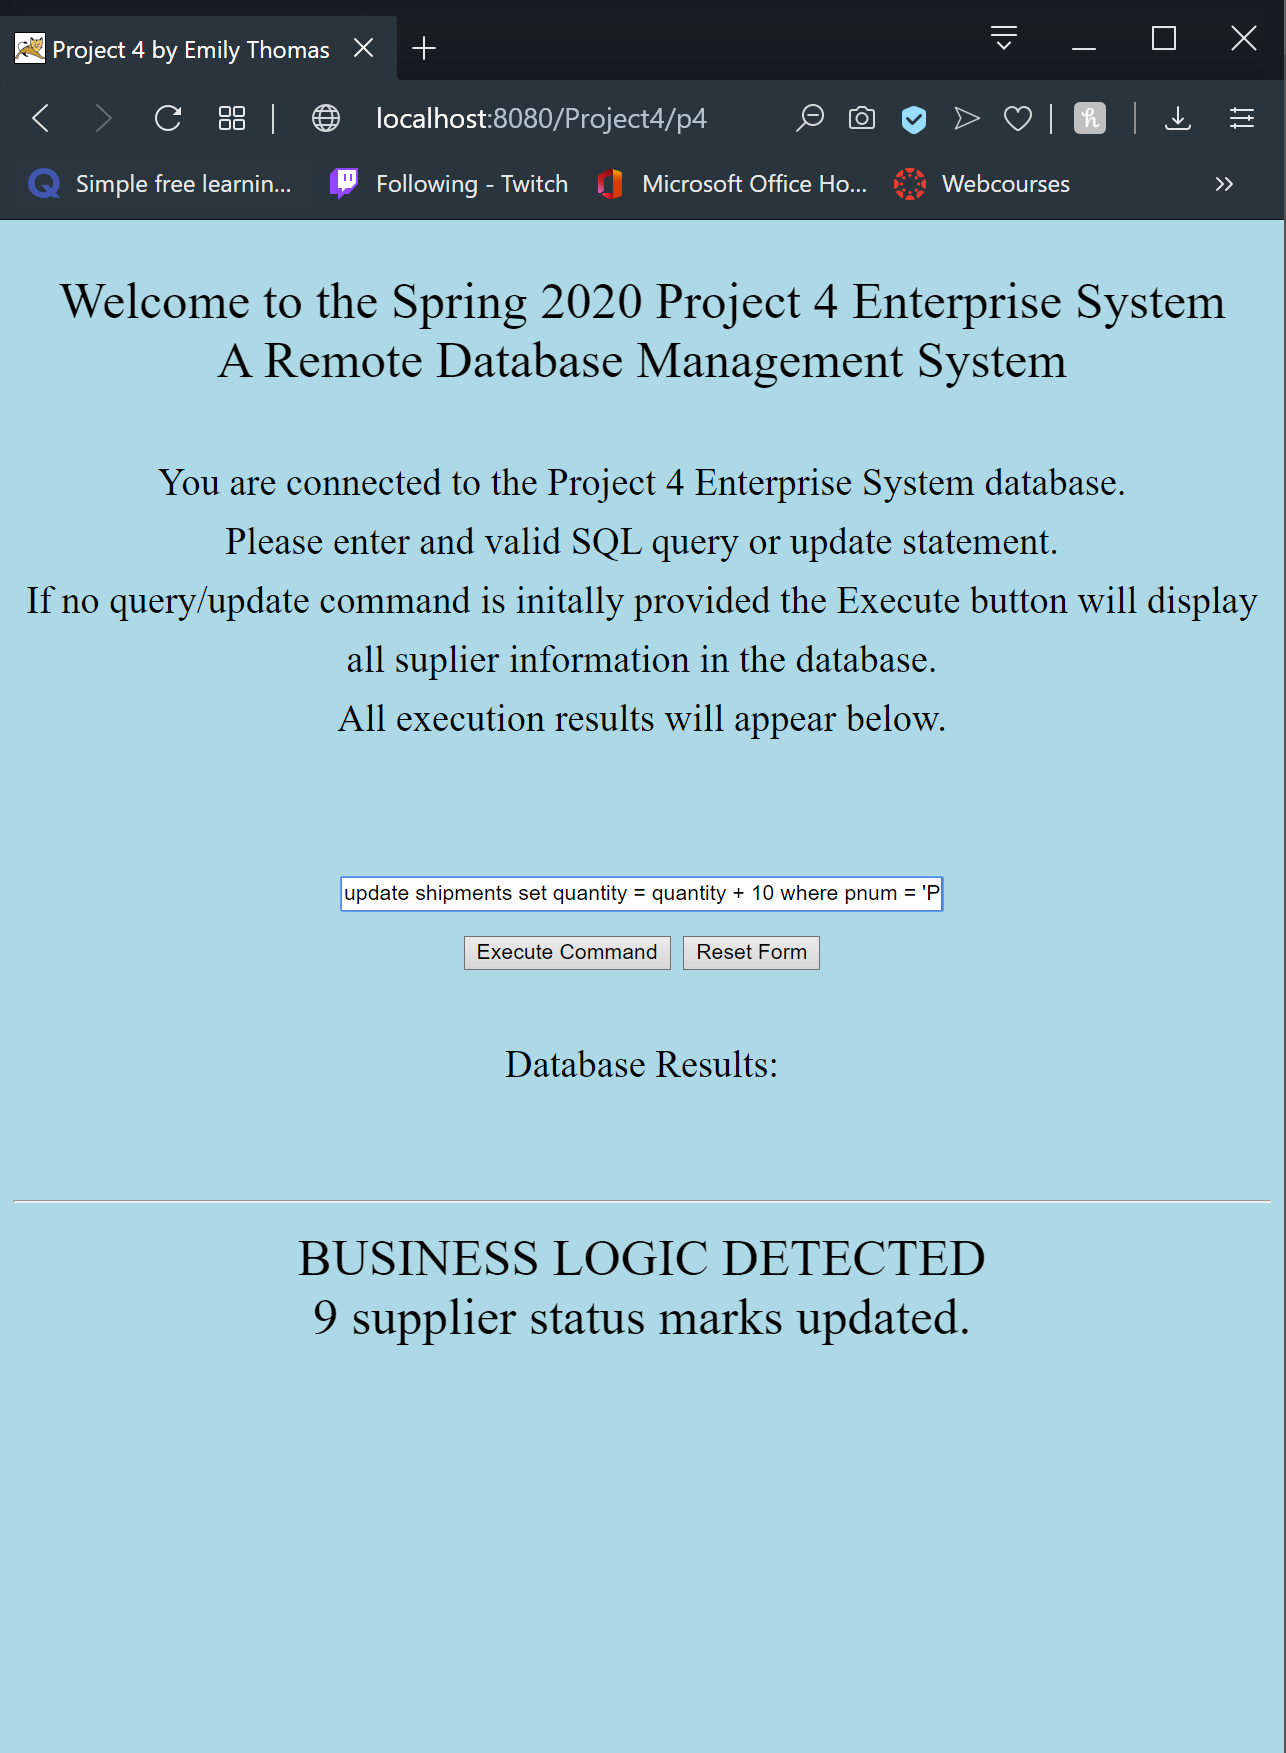 Project 4 by Emily Thomas
localhost:8080/Project4/p4
Simple free learnin... Following - Twitch Microsoft Office Ho... Webcourses
Welcome to the Spring 2020 Project 4 Enterprise System
A Remote Database Management System
You are connected to the Project 4 Enterprise System database.
Please enter and valid SQL query or update statement.
If no query/update command is initally provided the Execute button will display
all suplier information in the database.
All execution results will appear below.
update shipments set quantity = quantity + 10 where pnum = 'P
Execute Command Reset Form
Database Results:
BUSINESS LOGIC DETECTED
9 supplier status marks updated.